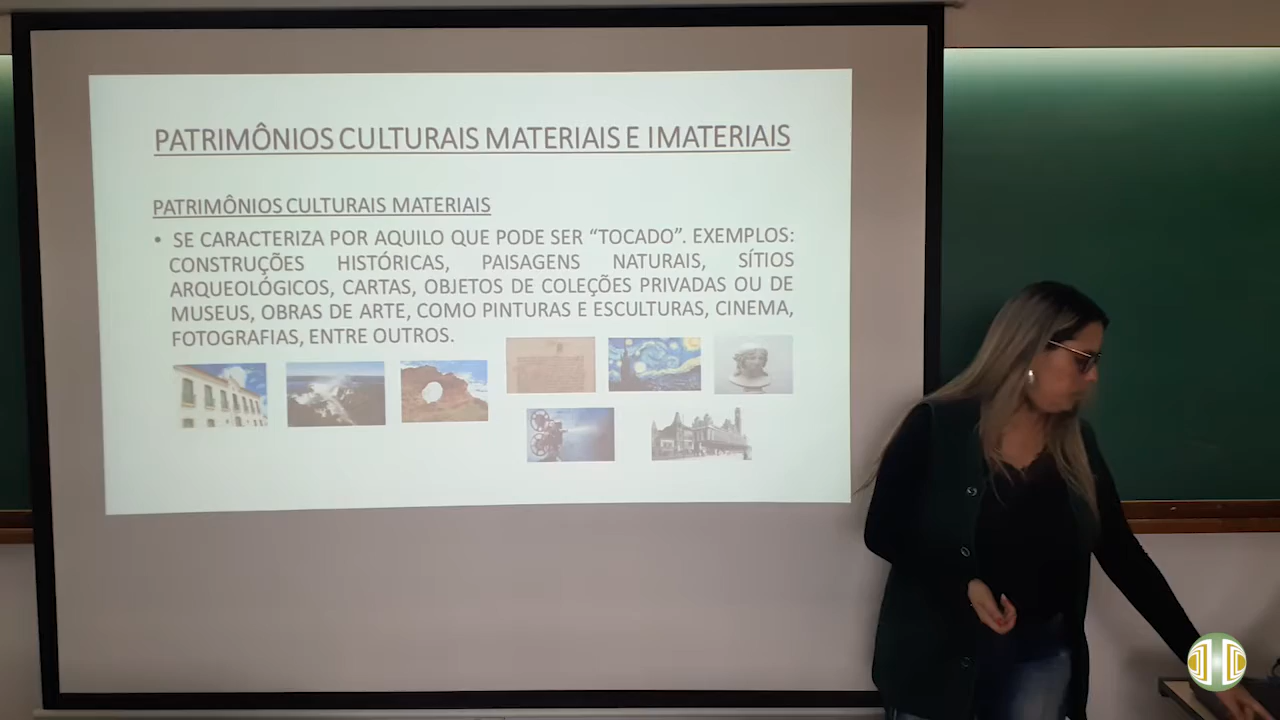 PATRIMÔNIOS CULTURAIS MATERIAIS E IMATERIAIS
PATRIMÔNIOS CULTURAIS MATERIAIS
• SE CARACTERIZA POR AQUILO QUE PODE SER “TOCADO”. EXEMPLOS:
CONSTRUÇÕES HISTÓRICAS, PAISAGENS NATURAIS, SÍTIOS
ARQUEOLÓGICOS, CARTAS, OBJETOS DE COLEÇÕES PRIVADAS OU DE
MUSEUS, OBRAS DE ARTE, COMO PINTURAS E ESCULTURAS, CINEMA,
FOTOGRAFIAS, ENTRE OUTROS.